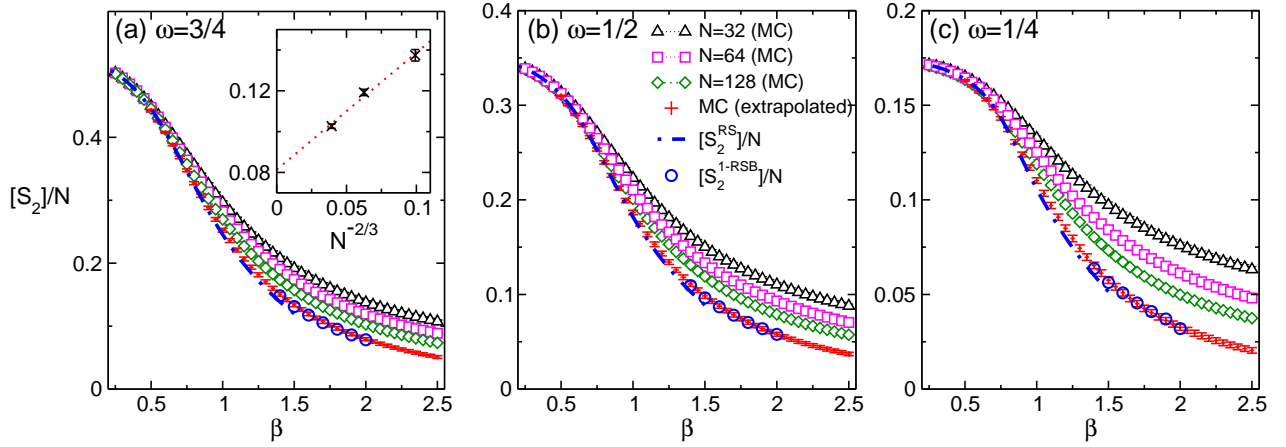 (a) ω=3/4
[S₂]/N
0.4
0.2
0
0.5
1
1.5
2
2.5
β
0.12
0.08
0
0.05
0.1
N^{-2/3}
(b) ω=1/2
0.4
0.3
0.2
0.1
0
0.5
1
1.5
2
2.5
β
N=32 (MC)
N=64 (MC)
N=128 (MC)
MC (extrapolated)
[S₂^{RS}]/N
[S₂^{1-RSB}]/N
(c) ω=1/4
0.2
0.15
0.1
0.05
0
0.5
1
1.5
2
2.5
β